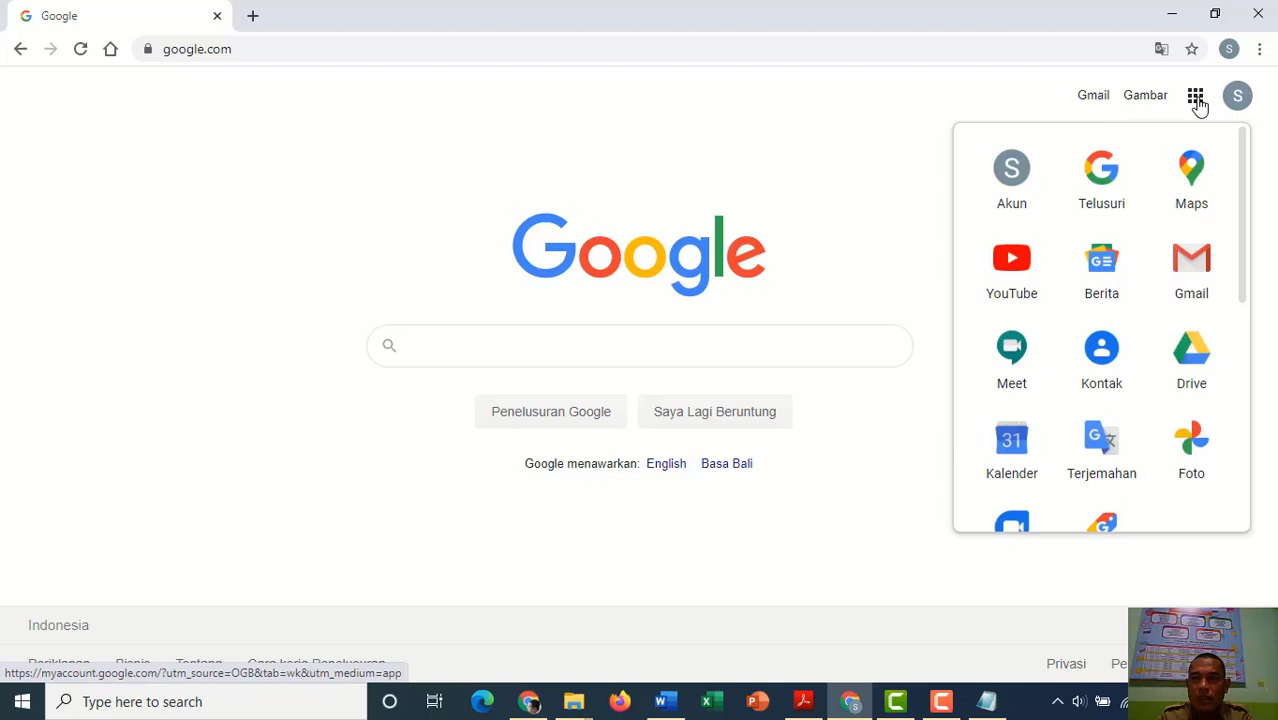 Google
google.com
S
Gmail
Gambar
S
S
Akun
Telusuri
Maps
YouTube
GE
Berita
Gmail
Meet
Kontak
Drive
31
Kalender
G
Terjemahan
Foto
Google
Penelusuran Google
Saya Lagi Beruntung
Google menawarkan: English Basa Bali
Indonesia
Privasi
https://myaccount.google.com/?utm_source=OGB&tab=wk&utm_medium=app
Type here to search